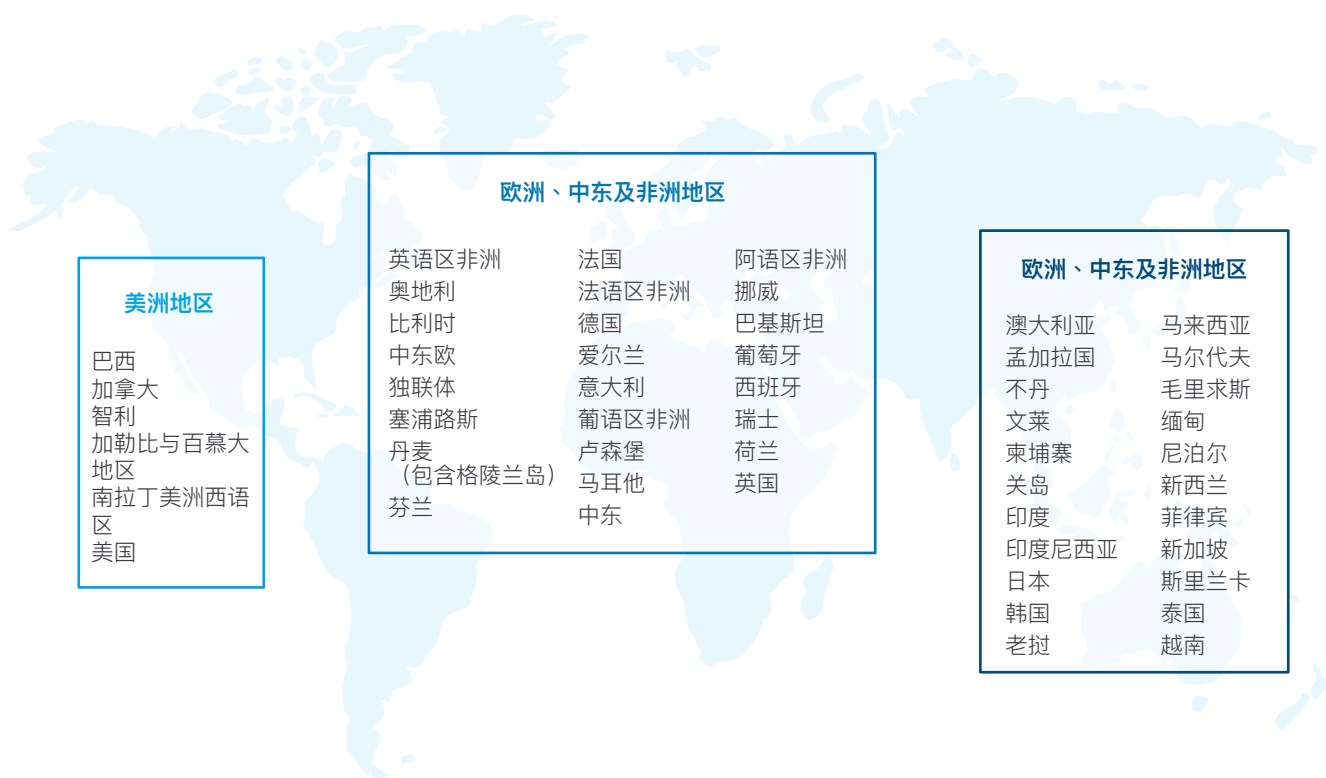 美洲地区
巴西
加拿大
智利
加勒比与百慕大
地区
南拉丁美洲西语
区
美国
欧洲、中东及非洲地区
英语区非洲
奥地利
比利时
中东欧
独联体
塞浦路斯
丹麦
（包含格陵兰岛）
芬兰
法国
法语区非洲
德国
爱尔兰
意大利
葡语区非洲
卢森堡
马耳他
中东
阿语区非洲
挪威
巴基斯坦
葡萄牙
西班牙
瑞士
荷兰
英国
欧洲、中东及非洲地区
澳大利亚
孟加拉国
不丹
文莱
柬埔寨
关岛
印度
印度尼西亚
日本
韩国
老挝
马来西亚
马尔代夫
毛里求斯
缅甸
尼泊尔
新西兰
菲律宾
新加坡
斯里兰卡
泰国
越南